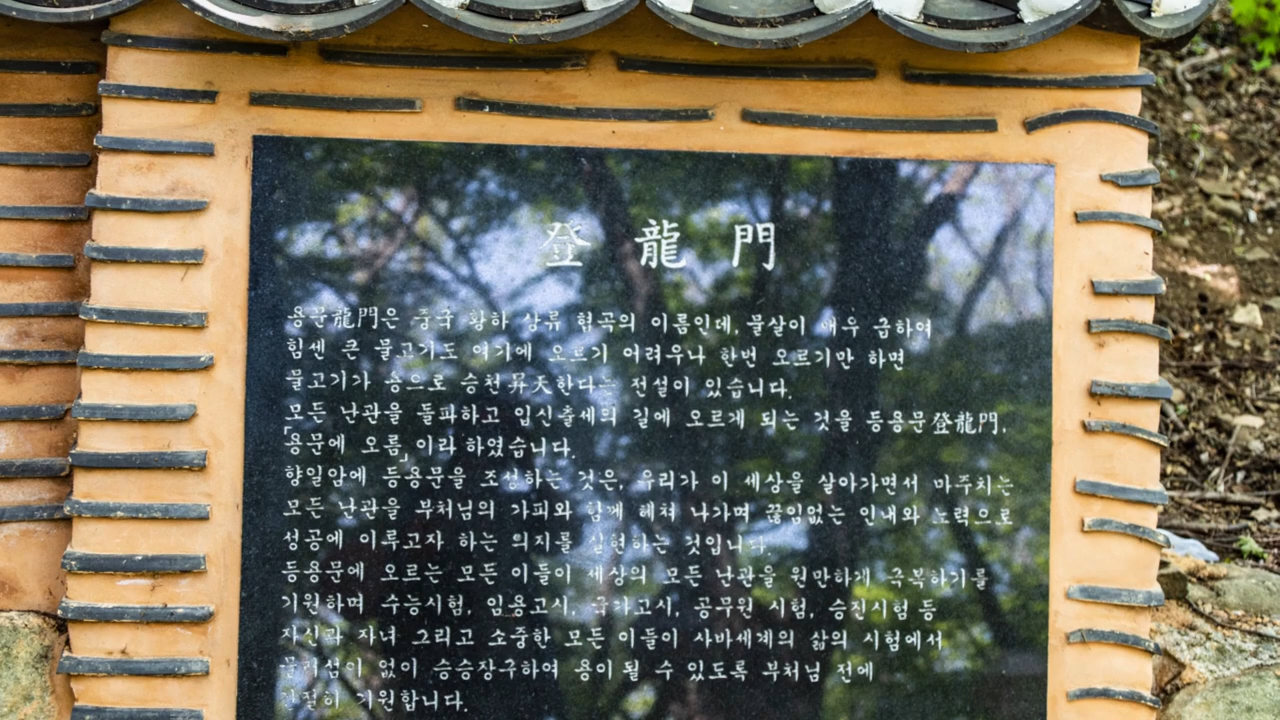 登龍門
용문龍門은 중국 황하 상류 협곡의 이름인데, 물살이 매우 급하여
힘센 큰 물고기도 여기에 오르기 어려우나 한번 오르기만 하면
물고기가 용으로 승천昇天한다는 전설이 있습니다.
모든 난관을 돌파하고 입신출세의 길에 오르게 되는 것을 등용문登龍門,
「용문에 오름」이라 하였습니다.
향일암에 등용문을 조성하는 것은, 우리가 이 세상을 살아가면서 마주치는
모든 난관을 부처님의 가피와 함께 헤쳐 나가며 끊임없는 인내와 노력으로
성공에 이루고자 하는 의지를 실현하는 것입니다.
등용문에 오르는 모든 이들이 세상의 모든 난관을 원만하게 극복하기를
기원하며 수능시험, 임용고시, 국가고시, 공무원 시험, 승진시험 등
자신과 자녀 그리고 소중한 모든 이들이 사바세계의 삶의 시험에서
물러섬이 없이 승승장구하여 용이 될 수 있도록 부처님 전에
간절히 기원합니다.